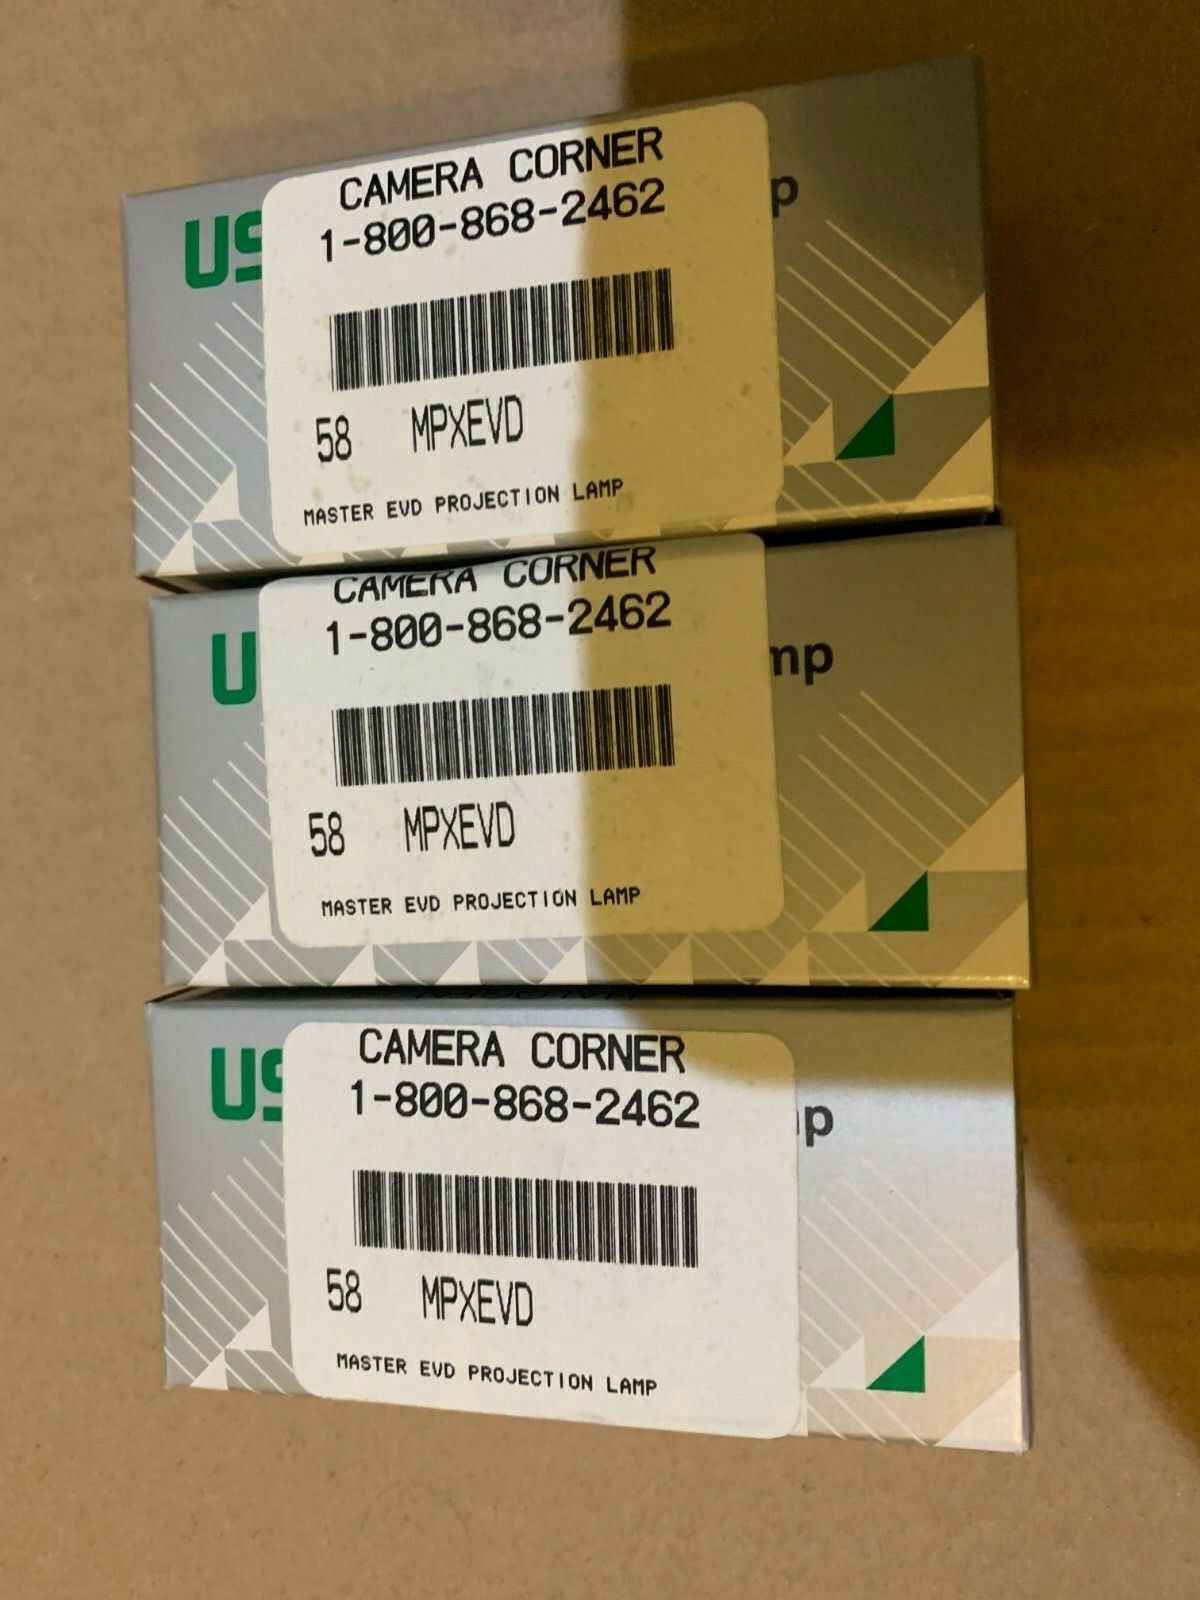 CAMERA CORNER
1-800-868-2462
58 MPXEVD
MASTER EVD PROJECTION LAMP
CAMERA CORNER
1-800-868-2462
58 MPXEVD
MASTER EVD PROJECTION LAMP
CAMERA CORNER
1-800-868-2462
58 MPXEVD
MASTER EVD PROJECTION LAMP